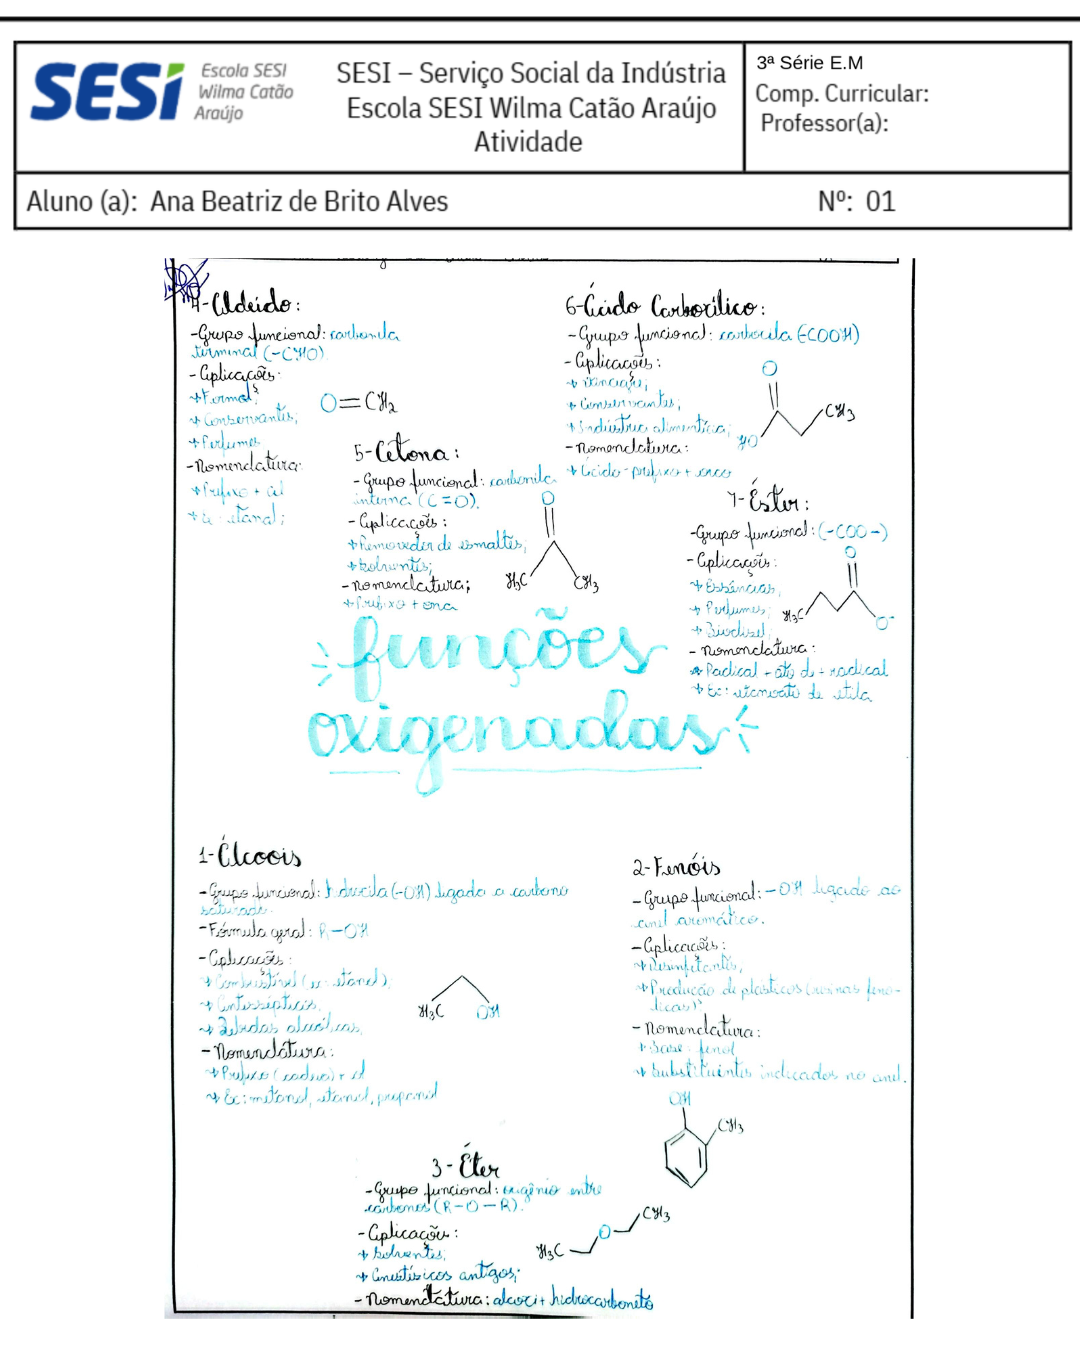 SESI
Escola SESI
Wilma Catão
Araújo
SESI – Serviço Social da Indústria
Escola SESI Wilma Catão Araújo
Atividade
3ª Série E.M
Comp. Curricular:
Professor(a):
Aluno (a): Ana Beatriz de Brito Alves
Nº: 01
4-Aldeído:
-Grupo funcional: carbonila
terminal (-CHO)
-Aplicações:
Formol;
Conservantes;
Perfumes
-Nomenclatura:
Prefixo + al
etanal;
O=CH₂
5-Cetona:
-Grupo funcional: carbonila
interna (C=O).
-Aplicações:
Removedor de esmaltes;
Solventes;
-Nomenclatura;
Prefixo + ona
O
H₃C
CH₃
6-Ácido Carboxílico:
-Grupo funcional: carboxila (-COOH)
-Aplicações:
Conservantes;
Indústria alimentícia;
-Nomenclatura:
Ácido-prefixo+
O
CH₃
HO
7-Éster:
-Grupo funcional: (-COO-)
-Aplicações:
Essências,
Perfumes;
Biodisel;
-Nomenclatura:
Radical - ato de + radical
Ex: etanoato de etila
O
H₃C
O⁻
funções
oxigenadas
1-Álcoois
-Grupo funcional: hidroxila (-OH) ligado a carbono
saturado.
-Fórmula geral: R-OH
-Aplicações:
Combustível (ex: etanol)
Antissépticos,
Bebidas alcoólicas,
-Nomenclatura:
Prefixo (cadeia)+ ol
Ex: metanol, etanol, propanol
H₃C
OH
2-Fenóis
-Grupo funcional: -OH ligado ao
anel aromático.
-Aplicações:
Desinfetantes,
Produção de plásticos (resinas fenó-
licas)
-Nomenclatura:
Base: fenol
Substituintes indicados no anel.
OH
CH₃
3-Éter
-Grupo funcional: oxigênio entre
carbonos (R-O-R).
-Aplicações:
Solventes;
Anestésicos antigos;
-Nomenclatura: alcoxi+ hidrocarboneto
H₃C
O
CH₃